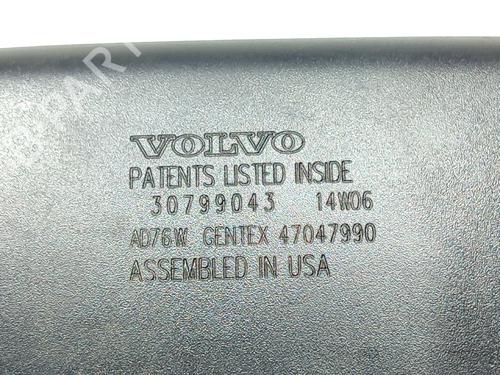 VOLVO
PATENTS LISTED INSIDE
30799043 14W06
AD76W GENTEX 47047990
ASSEMBLED IN USA